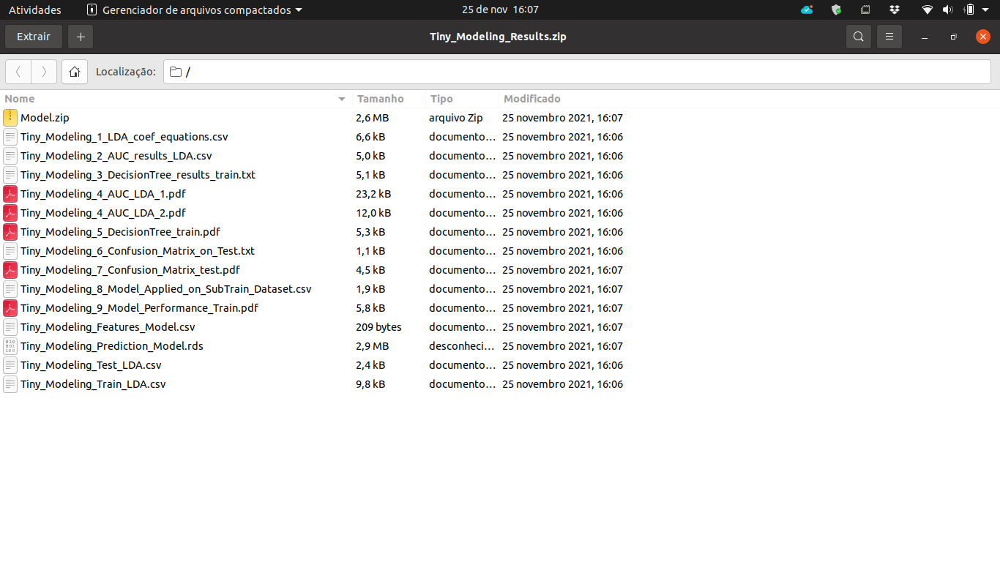 Atividades Gerenciador de arquivos compactados 25 de nov 16:07
Extrair + Tiny_Modeling_Results.zip
Localização: /
Nome Tamanho Tipo Modificado
Model.zip 2,6 MB arquivo Zip 25 novembro 2021, 16:07
Tiny_Modeling_1_LDA_coef_equations.csv 6,6 kB documento... 25 novembro 2021, 16:06
Tiny_Modeling_2_AUC_results_LDA.csv 5,0 kB documento... 25 novembro 2021, 16:06
Tiny_Modeling_3_DecisionTree_results_train.txt 5,1 kB documento... 25 novembro 2021, 16:06
Tiny_Modeling_4_AUC_LDA_1.pdf 23,2 kB documento... 25 novembro 2021, 16:06
Tiny_Modeling_4_AUC_LDA_2.pdf 12,0 kB documento... 25 novembro 2021, 16:06
Tiny_Modeling_5_DecisionTree_train.pdf 5,3 kB documento... 25 novembro 2021, 16:06
Tiny_Modeling_6_Confusion_Matrix_on_Test.txt 1,1 kB documento... 25 novembro 2021, 16:06
Tiny_Modeling_7_Confusion_Matrix_test.pdf 4,5 kB documento... 25 novembro 2021, 16:07
Tiny_Modeling_8_Model_Applied_on_SubTrain_Dataset.csv 1,9 kB documento... 25 novembro 2021, 16:07
Tiny_Modeling_9_Model_Performance_Train.pdf 5,8 kB documento... 25 novembro 2021, 16:07
Tiny_Modeling_Features_Model.csv 209 bytes documento... 25 novembro 2021, 16:07
Tiny_Modeling_Prediction_Model.rds 2,9 MB desconheci... 25 novembro 2021, 16:07
Tiny_Modeling_Test_LDA.csv 2,4 kB documento... 25 novembro 2021, 16:06
Tiny_Modeling_Train_LDA.csv 9,8 kB documento... 25 novembro 2021, 16:06